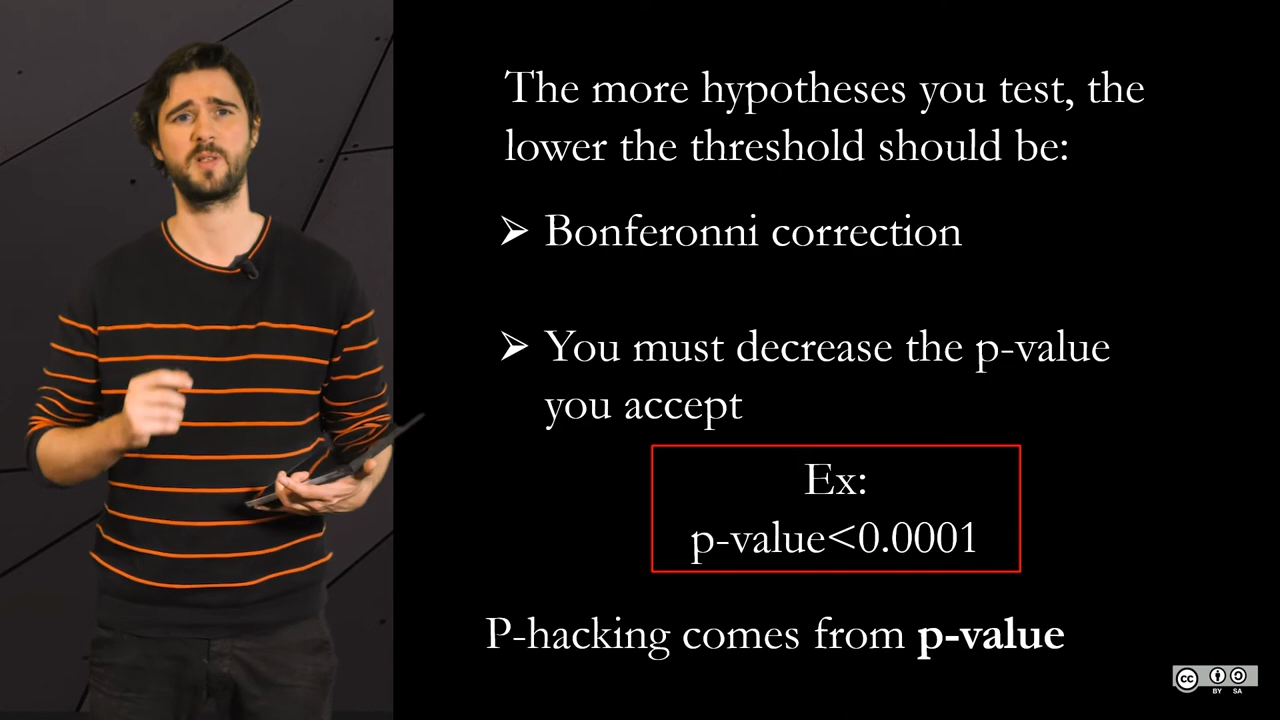 The more hypotheses you test, the
lower the threshold should be:
➢ Bonferonni correction
➢ You must decrease the p-value
you accept
Ex:
p-value<0.0001
P-hacking comes from p-value
cc
BY SA